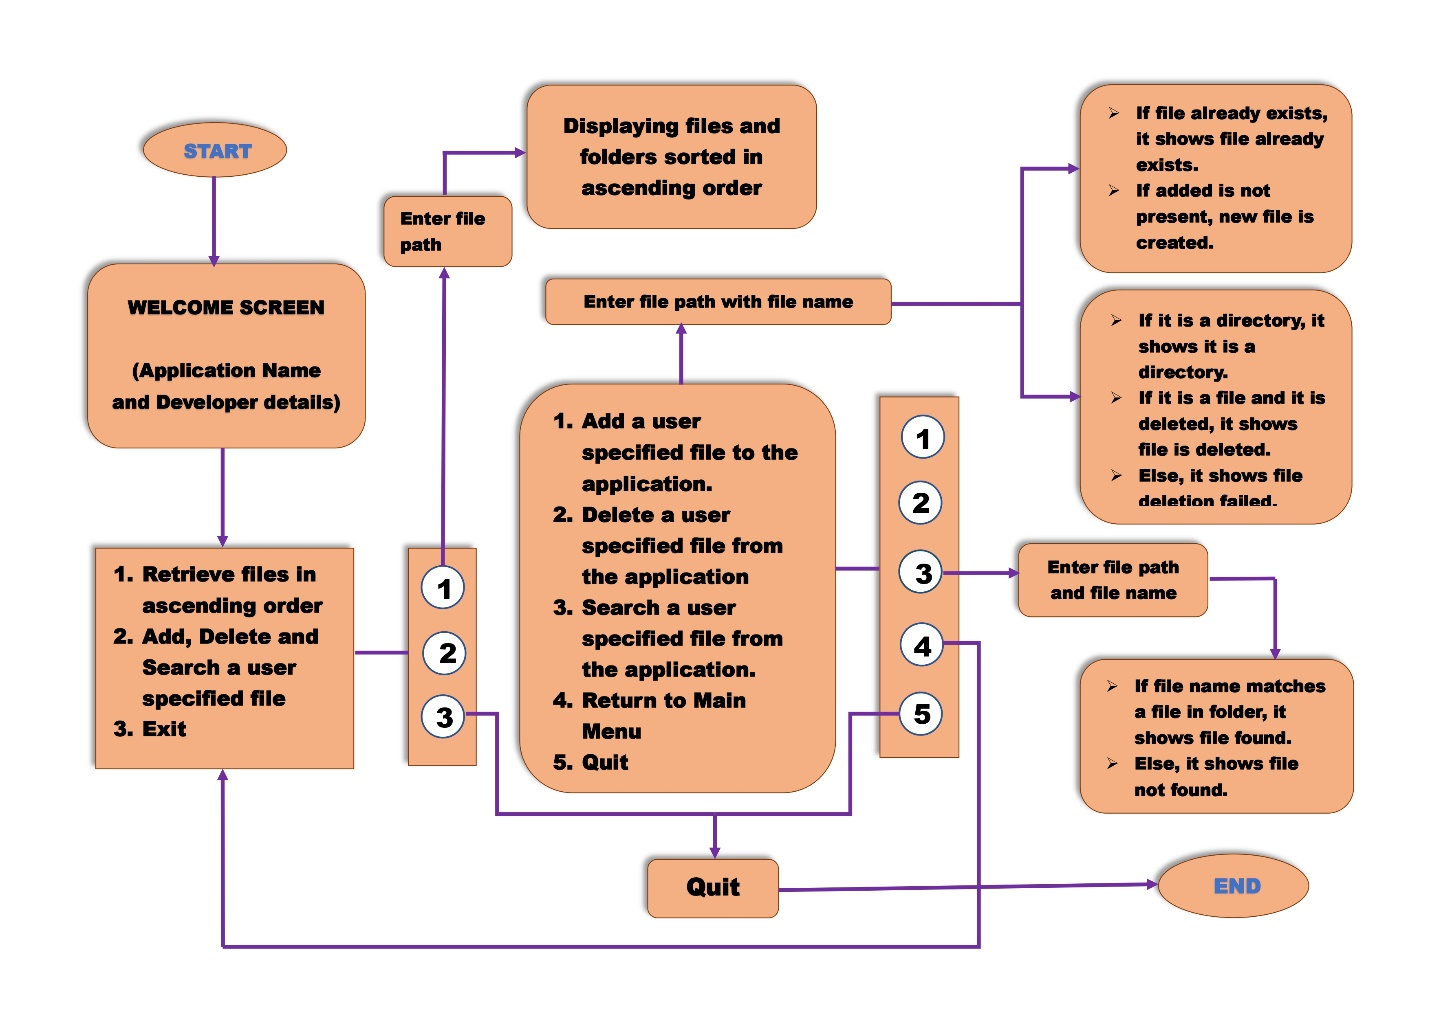 START
WELCOME SCREEN
(Application Name
and Developer details)
1. Retrieve files in
ascending order
2. Add, Delete and
Search a user
specified file
3. Exit
1
2
3
Enter file
path
Displaying files and
folders sorted in
ascending order
Enter file path with file name
1. Add a user
specified file to the
application.
2. Delete a user
specified file from
the application
3. Search a user
specified file from
the application.
4. Return to Main
Menu
5. Quit
1
2
3
4
5
If file already exists,
it shows file already
exists.
If added is not
present, new file is
created.
If it is a directory, it
shows it is a
directory.
If it is a file and it is
deleted, it shows
file is deleted.
Else, it shows file
deletion failed.
Enter file path
and file name
If file name matches
a file in folder, it
shows file found.
Else, it shows file
not found.
Quit
END